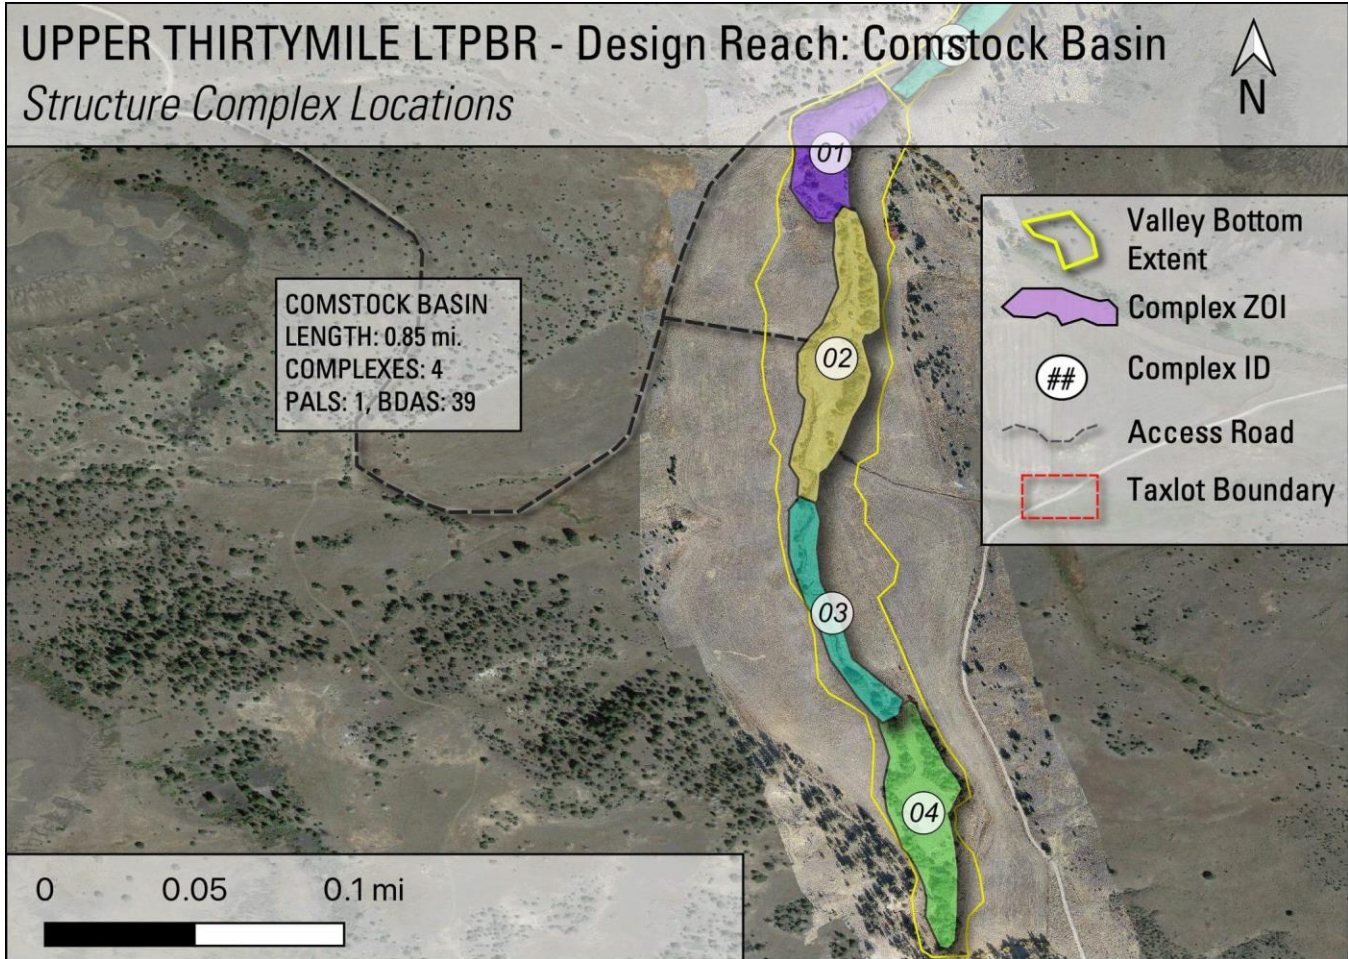 UPPER THIRTYMILE LTPBR - Design Reach: Comstock Basin
Structure Complex Locations
N
01
Valley Bottom
Extent
Complex ZOI
## Complex ID
Access Road
Taxlot Boundary
COMSTOCK BASIN
LENGTH: 0.85 mi.
COMPLEXES: 4
PALS: 1, BDAS: 39
02
03
04
0 0.05 0.1 mi